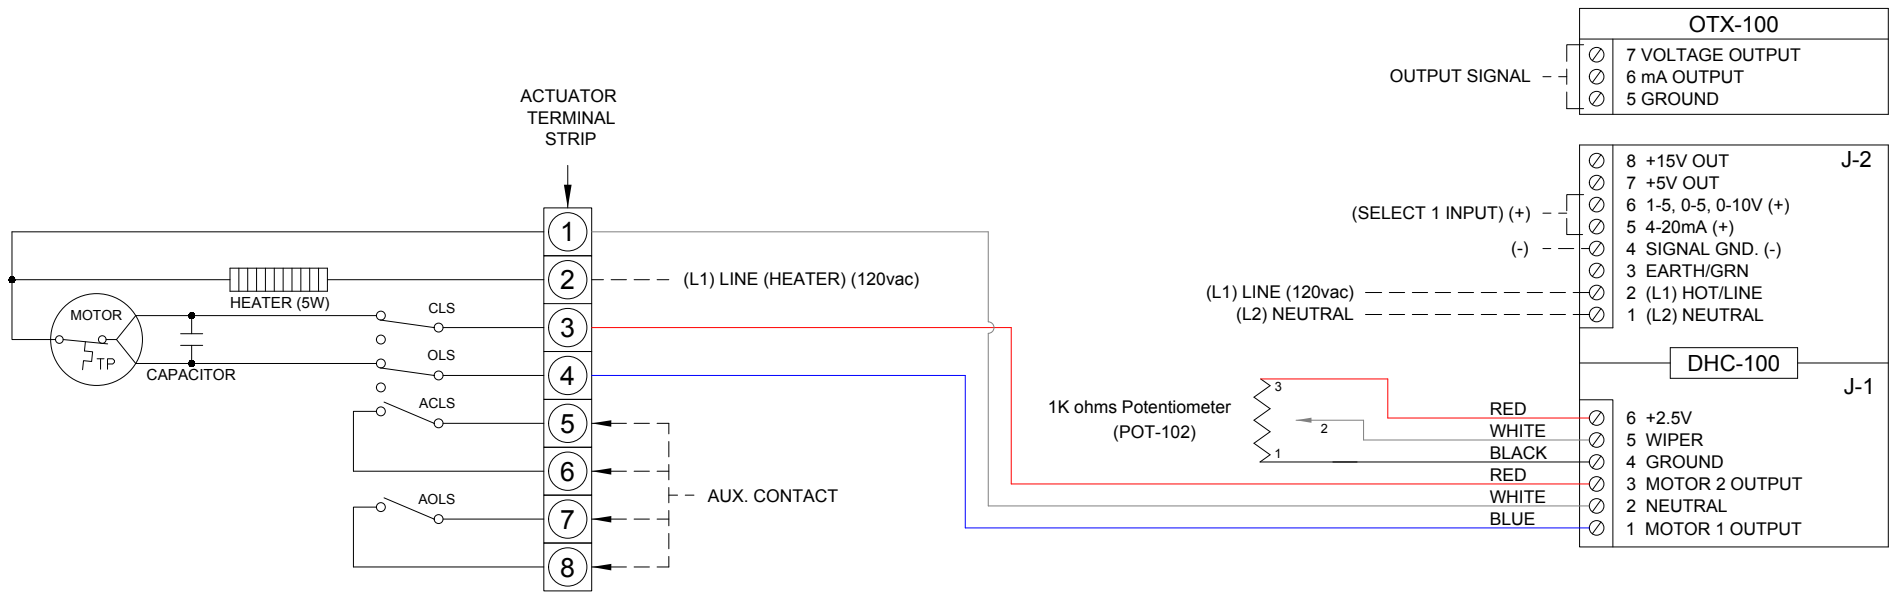 OTX-100
7 VOLTAGE OUTPUT
6 mA OUTPUT
5 GROUND
OUTPUT SIGNAL
ACTUATOR
TERMINAL
STRIP
J-2
8 +15V OUT
7 +5V OUT
6 1-5, 0-5, 0-10V (+)
5 4-20mA (+)
4 SIGNAL GND. (-)
3 EARTH/GRN
2 (L1) HOT/LINE
1 (L2) NEUTRAL
(SELECT 1 INPUT) (+)
(-)
(L1) LINE (120vac)
(L2) NEUTRAL
1
2
3
4
5
6
7
8
(L1) LINE (HEATER) (120vac)
HEATER (5W)
MOTOR
TP
CAPACITOR
CLS
OLS
ACLS
AOLS
AUX. CONTACT
DHC-100
J-1
1K ohms Potentiometer
(POT-102)
3
2
1
RED
WHITE
BLACK
RED
WHITE
BLUE
6 +2.5V
5 WIPER
4 GROUND
3 MOTOR 2 OUTPUT
2 NEUTRAL
1 MOTOR 1 OUTPUT